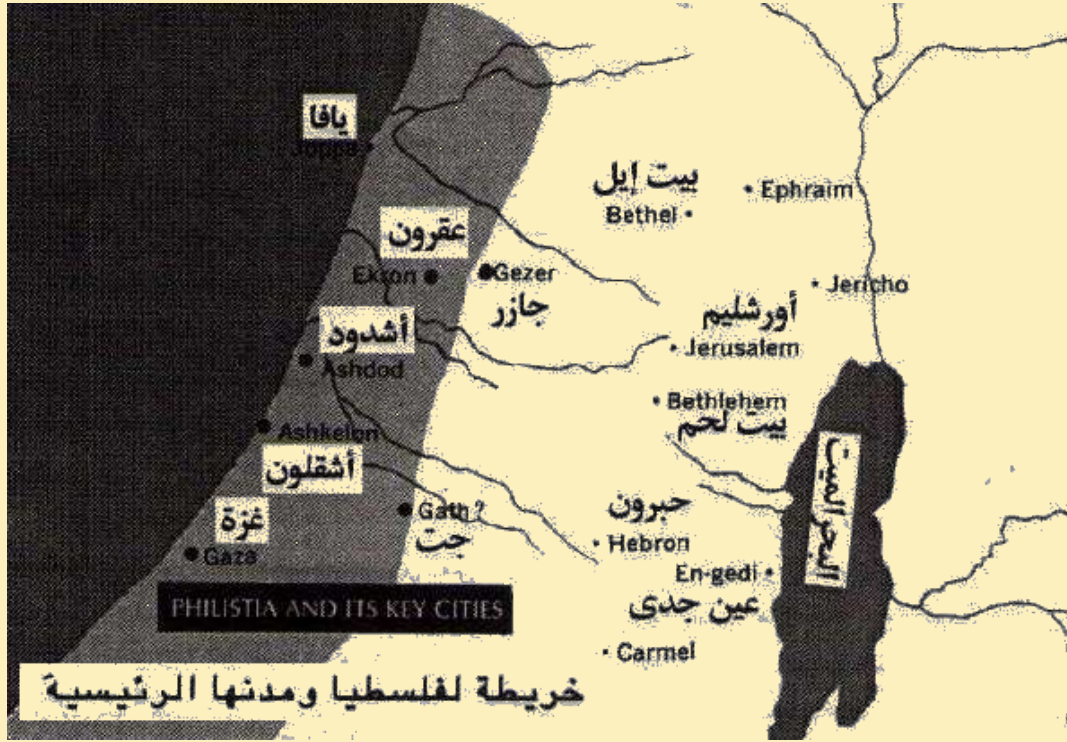 يافا
Joppa
بيت إيل
Bethel
Ephraim
عقرون
Ekron
Gezer
جازر
Jericho
أورشليم
Jerusalem
أشدود
Ashdod
Bethlehem
بيت لحم
Ashkelon
أشقلون
البحر الميت
غزة
Gaza
Gath?
جت
حبرون
Hebron
En-gedi
عين جدى
PHILISTIA AND ITS KEY CITIES
Carmel
خريطة لفلسطيا ومدنها الرئيسية